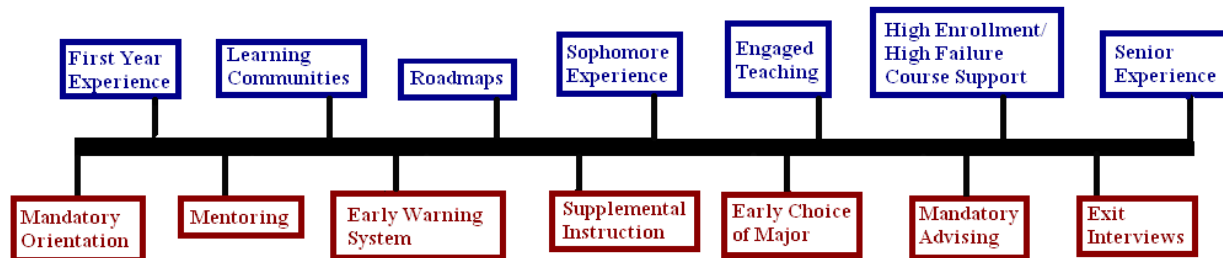 First Year
Experience
Learning
Communities
Roadmaps
Sophomore
Experience
Engaged
Teaching
High Enrollment/
High Failure
Course Support
Senior
Experience
Mandatory
Orientation
Mentoring
Early Warning
System
Supplemental
Instruction
Early Choice
of Major
Mandatory
Advising
Exit
Interviews